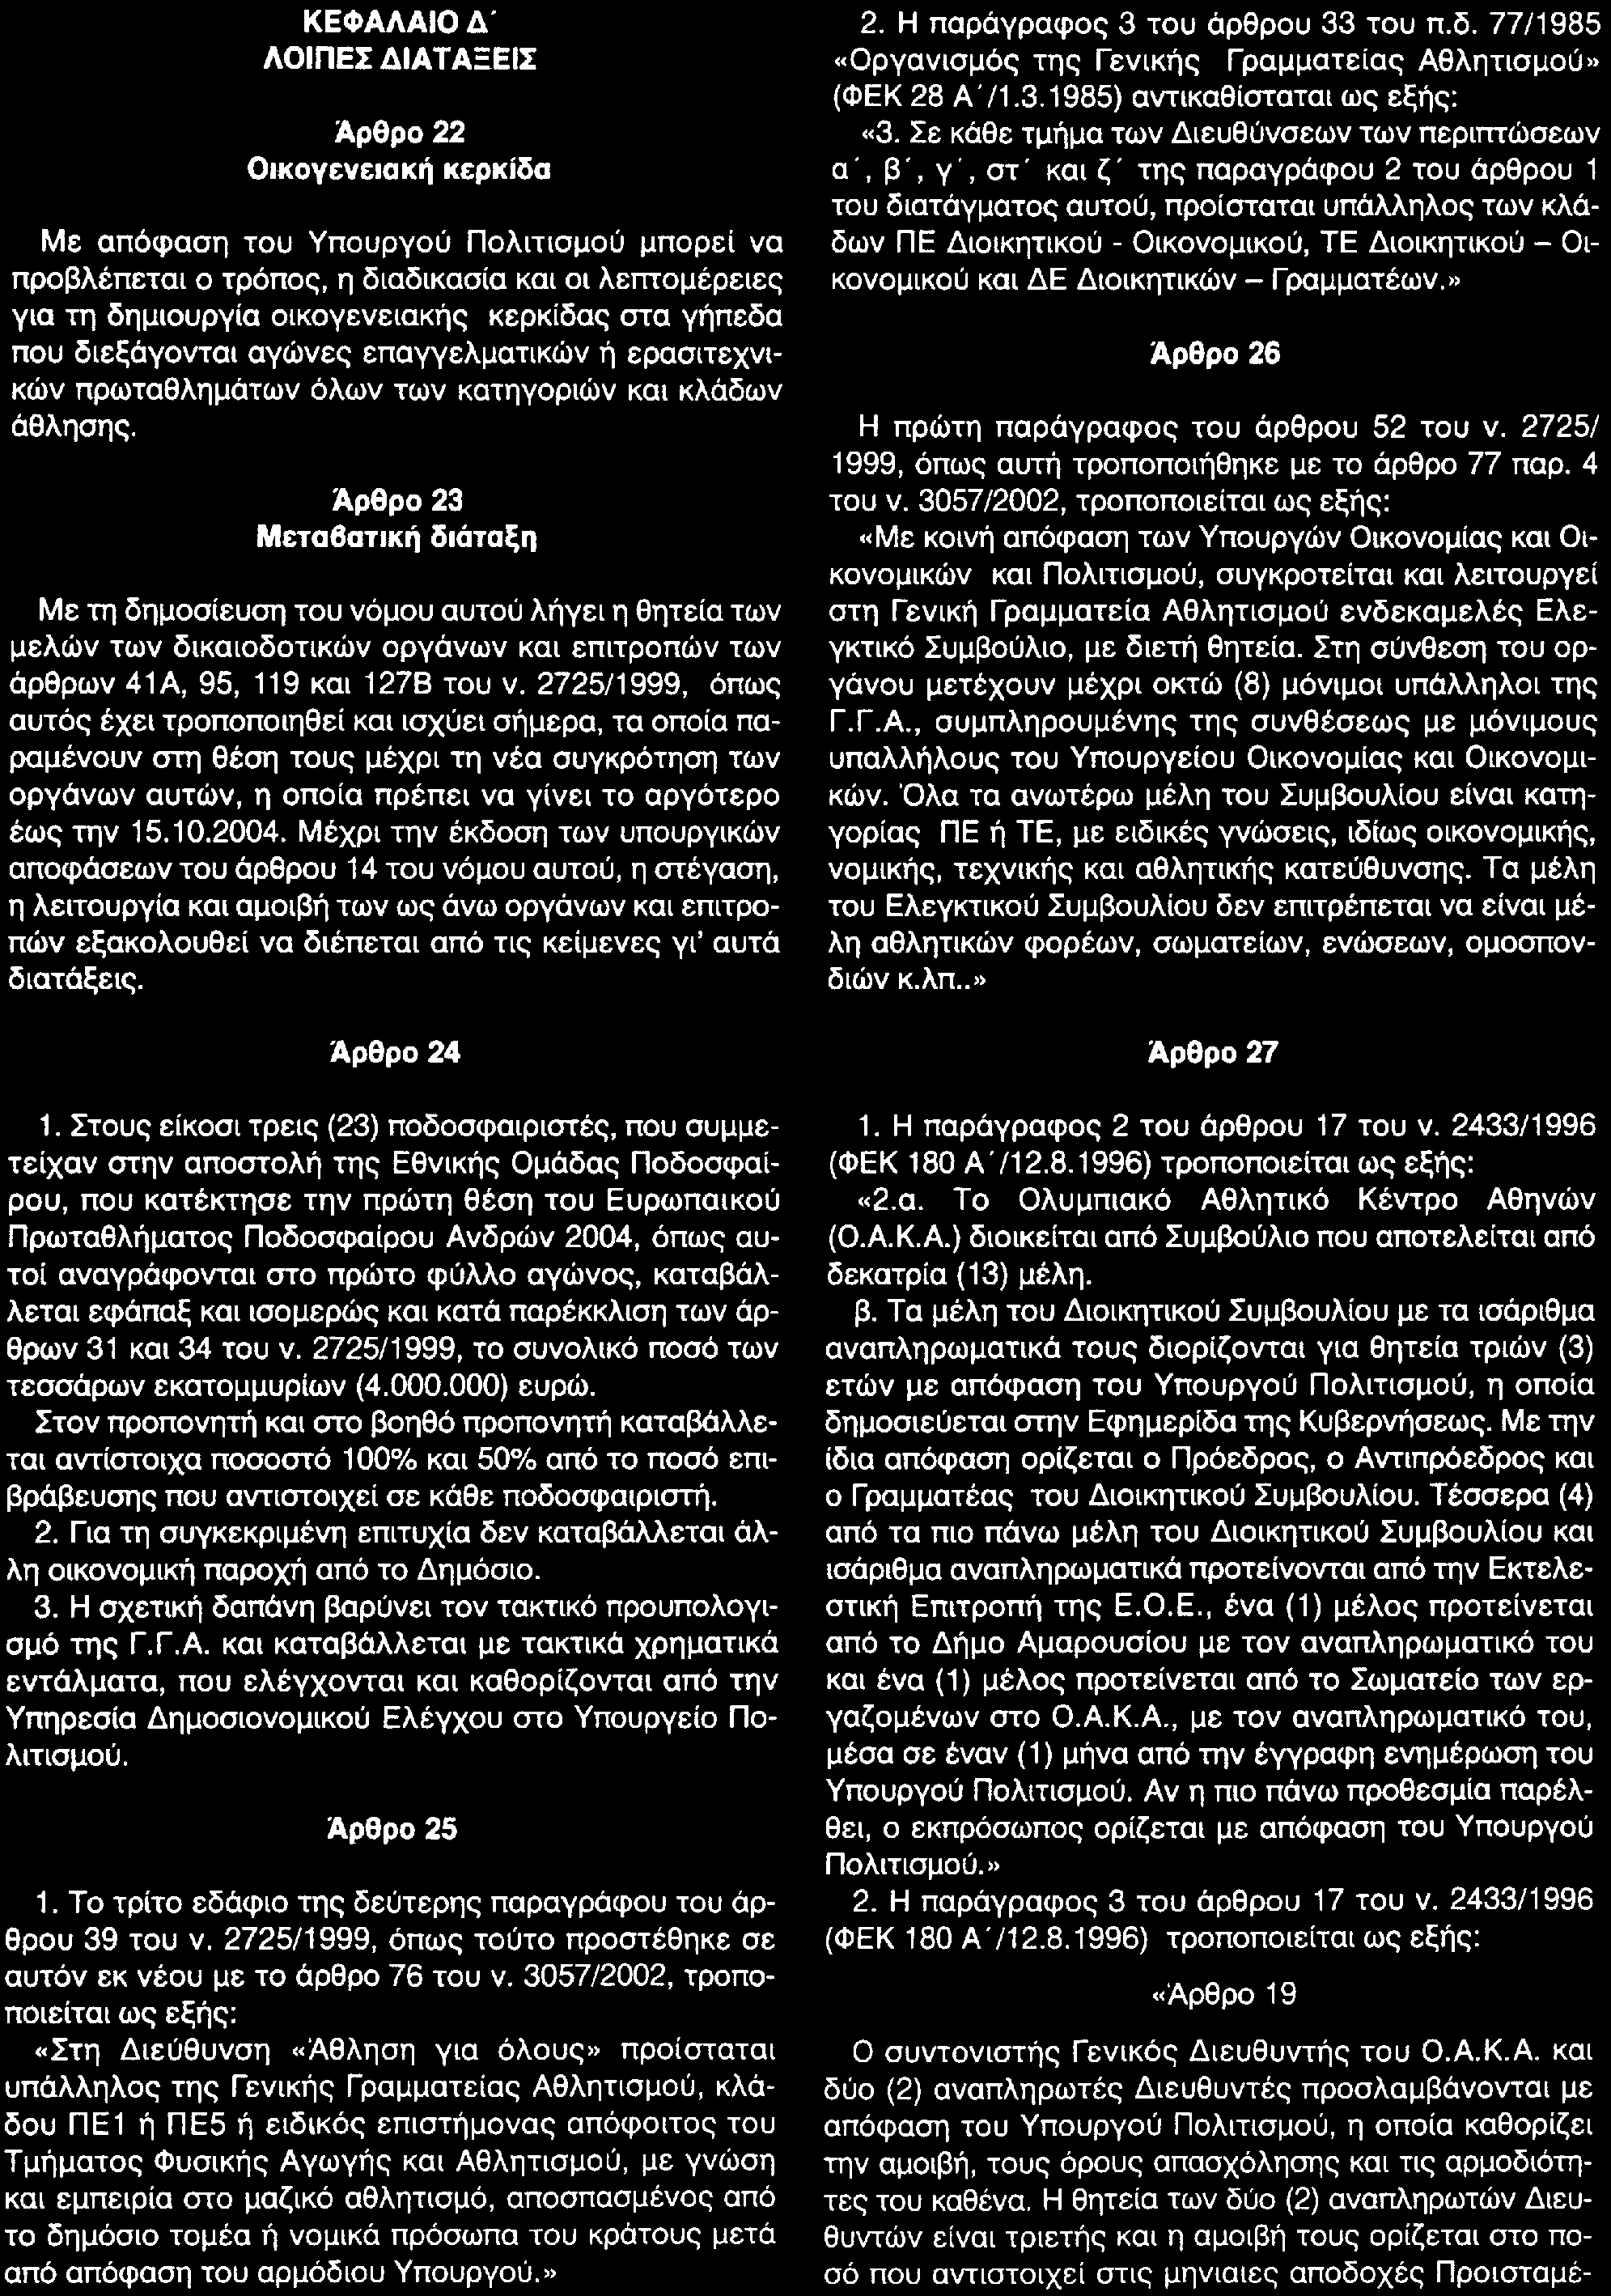 ΚΕΦΑΛΑΙΟ Δ΄
ΛΟΙΠΕΣ ΔΙΑΤΑΞΕΙΣ
Άρθρο 22
Οικογενειακή κερκίδα
Με απόφαση του Υπουργού Πολιτισμού μπορεί να
προβλέπεται ο τρόπος, η διαδικασία και οι λεπτομέρειες
για τη δημιουργία οικογενειακής κερκίδας στα γήπεδα
που διεξάγονται αγώνες επαγγελματικών ή ερασιτεχνι-
κών πρωταθλημάτων όλων των κατηγοριών και κλάδων
άθλησης.
Άρθρο 23
Μεταβατική διάταξη
Με τη δημοσίευση του νόμου αυτού λήγει η θητεία των
μελών των δικαιοδοτικών οργάνων και επιτροπών των
άρθρων 41Α, 95, 119 και 127Β του ν. 2725/1999, όπως
αυτός έχει τροποποιηθεί και ισχύει σήμερα, τα οποία πα-
ραμένουν στη θέση τους μέχρι τη νέα συγκρότηση των
οργάνων αυτών, η οποία πρέπει να γίνει το αργότερο
έως την 15.10.2004. Μέχρι την έκδοση των υπουργικών
αποφάσεων του άρθρου 14 του νόμου αυτού, η στέγαση,
η λειτουργία και αμοιβή των ως άνω οργάνων και επιτρο-
πών εξακολουθεί να διέπεται από τις κείμενες γι’ αυτά
διατάξεις.
Άρθρο 24
1. Στους είκοσι τρεις (23) ποδοσφαιριστές, που συμμε-
τείχαν στην αποστολή της Εθνικής Ομάδας Ποδοσφαί-
ρου, που κατέκτησε την πρώτη θέση του Ευρωπαικού
Πρωταθλήματος Ποδοσφαίρου Ανδρών 2004, όπως αυ-
τοί αναγράφονται στο πρώτο φύλλο αγώνος, καταβάλ-
λεται εφάπαξ και ισομερώς και κατά παρέκκλιση των άρ-
θρων 31 και 34 του ν. 2725/1999, το συνολικό ποσό των
τεσσάρων εκατομμυρίων (4.000.000) ευρώ.
Στον προπονητή και στο βοηθό προπονητή καταβάλλε-
ται αντίστοιχα ποσοστό 100% και 50% από το ποσό επι-
βράβευσης που αντιστοιχεί σε κάθε ποδοσφαιριστή.
2. Για τη συγκεκριμένη επιτυχία δεν καταβάλλεται άλ-
λη οικονομική παροχή από το Δημόσιο.
3. Η σχετική δαπάνη βαρύνει τον τακτικό προυπολογι-
σμό της Γ.Γ.Α. και καταβάλλεται με τακτικά χρηματικά
εντάλματα, που ελέγχονται και καθορίζονται από την
Υπηρεσία Δημοσιονομικού Ελέγχου στο Υπουργείο Πο-
λιτισμού.
Άρθρο 25
1. Το τρίτο εδάφιο της δεύτερης παραγράφου του άρ-
θρου 39 του ν. 2725/1999, όπως τούτο προστέθηκε σε
αυτόν εκ νέου με το άρθρο 76 του ν. 3057/2002, τροπο-
ποιείται ως εξής:
«Στη Διεύθυνση «Άθληση για όλους» προίσταται
υπάλληλος της Γενικής Γραμματείας Αθλητισμού, κλά-
δου ΠΕ1 ή ΠΕ5 ή ειδικός επιστήμονας απόφοιτος του
Τμήματος Φυσικής Αγωγής και Αθλητισμού, με γνώση
και εμπειρία στο μαζικό αθλητισμό, αποσπασμένος από
το δημόσιο τομέα ή νομικά πρόσωπα του κράτους μετά
από απόφαση του αρμόδιου Υπουργού.»
2. Η παράγραφος 3 του άρθρου 33 του π.δ. 77/1985
«Οργανισμός της Γενικής Γραμματείας Αθλητισμού»
(ΦΕΚ 28 Α΄/1.3.1985) αντικαθίσταται ως εξής:
«3. Σε κάθε τμήμα των Διευθύνσεων των περιπτώσεων
α΄, β΄, γ΄, στ΄ και ζ΄ της παραγράφου 2 του άρθρου 1
του διατάγματος αυτού, προίσταται υπάλληλος των κλά-
δων ΠΕ Διοικητικού - Οικονομικού, ΤΕ Διοικητικού – Οι-
κονομικού και ΔΕ Διοικητικών – Γραμματέων.»
Άρθρο 26
Η πρώτη παράγραφος του άρθρου 52 του ν. 2725/
1999, όπως αυτή τροποποιήθηκε με το άρθρο 77 παρ. 4
του ν. 3057/2002, τροποποιείται ως εξής:
«Με κοινή απόφαση των Υπουργών Οικονομίας και Οι-
κονομικών και Πολιτισμού, συγκροτείται και λειτουργεί
στη Γενική Γραμματεία Αθλητισμού ενδεκαμελές Ελε-
γκτικό Συμβούλιο, με διετή θητεία. Στη σύνθεση του ορ-
γάνου μετέχουν μέχρι οκτώ (8) μόνιμοι υπάλληλοι της
Γ.Γ.Α., συμπληρουμένης της συνθέσεως με μόνιμους
υπαλλήλους του Υπουργείου Οικονομίας και Οικονομι-
κών. Όλα τα ανωτέρω μέλη του Συμβουλίου είναι κατη-
γορίας ΠΕ ή ΤΕ, με ειδικές γνώσεις, ιδίως οικονομικής,
νομικής, τεχνικής και αθλητικής κατεύθυνσης. Τα μέλη
του Ελεγκτικού Συμβουλίου δεν επιτρέπεται να είναι μέ-
λη αθλητικών φορέων, σωματείων, ενώσεων, ομοσπον-
διών κ.λπ..»
Άρθρο 27
1. Η παράγραφος 2 του άρθρου 17 του ν. 2433/1996
(ΦΕΚ 180 Α΄/12.8.1996) τροποποιείται ως εξής:
«2.α. Το Ολυμπιακό Αθλητικό Κέντρο Αθηνών
(Ο.Α.Κ.Α.) διοικείται από Συμβούλιο που αποτελείται από
δεκατρία (13) μέλη.
β. Τα μέλη του Διοικητικού Συμβουλίου με τα ισάριθμα
αναπληρωματικά τους διορίζονται για θητεία τριών (3)
ετών με απόφαση του Υπουργού Πολιτισμού, η οποία
δημοσιεύεται στην Εφημερίδα της Κυβερνήσεως. Με την
ίδια απόφαση ορίζεται ο Πρόεδρος, ο Αντιπρόεδρος και
ο Γραμματέας του Διοικητικού Συμβουλίου. Τέσσερα (4)
από τα πιο πάνω μέλη του Διοικητικού Συμβουλίου και
ισάριθμα αναπληρωματικά προτείνονται από την Εκτελε-
στική Επιτροπή της Ε.Ο.Ε., ένα (1) μέλος προτείνεται
από το Δήμο Αμαρουσίου με τον αναπληρωματικό του
και ένα (1) μέλος προτείνεται από το Σωματείο των ερ-
γαζομένων στο Ο.Α.Κ.Α., με τον αναπληρωματικό του,
μέσα σε έναν (1) μήνα από την έγγραφη ενημέρωση του
Υπουργού Πολιτισμού. Αν η πιο πάνω προθεσμία παρέλ-
θει, ο εκπρόσωπος ορίζεται με απόφαση του Υπουργού
Πολιτισμού.»
2. Η παράγραφος 3 του άρθρου 17 του ν. 2433/1996
(ΦΕΚ 180 Α΄/12.8.1996) τροποποιείται ως εξής:
«Άρθρο 19
Ο συντονιστής Γενικός Διευθυντής του Ο.Α.Κ.Α. και
δύο (2) αναπληρωτές Διευθυντές προσλαμβάνονται με
απόφαση του Υπουργού Πολιτισμού, η οποία καθορίζει
την αμοιβή, τους όρους απασχόλησης και τις αρμοδιότη-
τες του καθένα. Η θητεία των δύο (2) αναπληρωτών Διευ-
θυντών είναι τριετής και η αμοιβή τους ορίζεται στο πο-
σό που αντιστοιχεί στις μηνιαιες αποδοχές Προισταμέ-